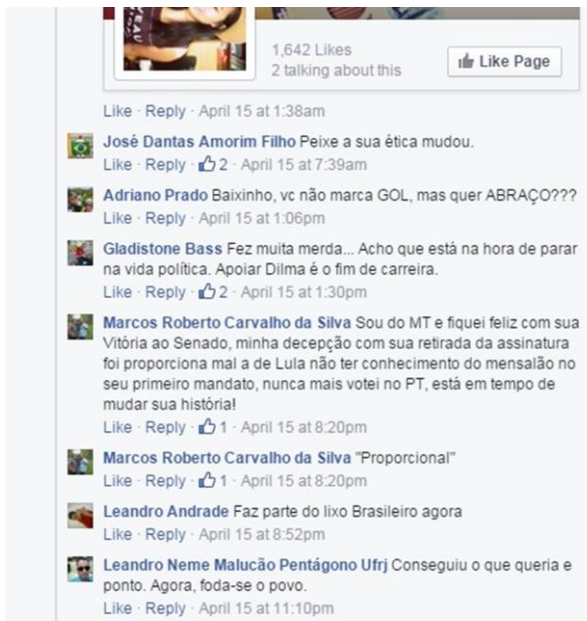 1,642 Likes
2 talking about this
Like Page
Like · Reply · April 15 at 1:38am
José Dantas Amorim Filho Peixe a sua ética mudou.
Like · Reply · 2 · April 15 at 7:39am
Adriano Prado Baixinho, vc não marca GOL, mas quer ABRAÇO???
Like · Reply · April 15 at 1:06pm
Gladistone Bass Fez muita merda... Acho que está na hora de parar
na vida política. Apoiar Dilma é o fim de carreira.
Like · Reply · 2 · April 15 at 1:30pm
Marcos Roberto Carvalho da Silva Sou do MT e fiquei feliz com sua
Vitória ao Senado, minha decepção com sua retirada da assinatura
foi proporciona mal a de Lula não ter conhecimento do mensalão no
seu primeiro mandato, nunca mais votei no PT, está em tempo de
mudar sua história!
Like · Reply · 1 · April 15 at 8:20pm
Marcos Roberto Carvalho da Silva "Proporcional"
Like · Reply · 1 · April 15 at 8:20pm
Leandro Andrade Faz parte do lixo Brasileiro agora
Like · Reply · April 15 at 8:52pm
Leandro Neme Malucão Pentágono Ufrj Conseguiu o que queria e
ponto. Agora, foda-se o povo.
Like · Reply · April 15 at 11:10pm